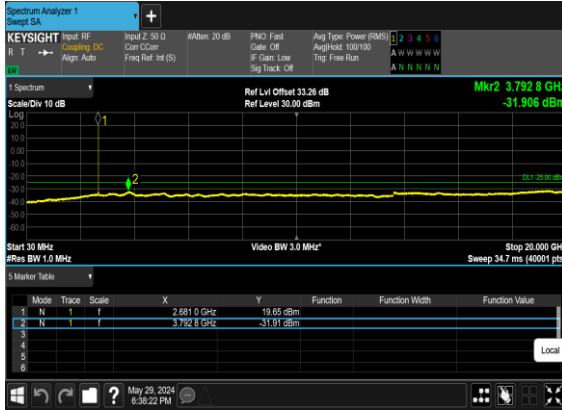 Spectrum Analyzer 1
Swept SA
+
KEYSIGHT
R T
Input: RF
Coupling: DC
Align: Auto
Input Z: 50 Ω
Corr CCorr
Freq Ref: Int (S)
#Atten: 20 dB
PNO: Fast
Gate: Off
IF Gain: Low
Sig Track: Off
Avg Type: Power (RMS)
Avg|Hold: 100/100
Trig: Free Run
1 2 3 4 5 6
A W W W W W
A N N N N N
1 Spectrum
Scale/Div 10 dB
Ref Lvl Offset 33.26 dB
Ref Level 30.00 dBm
Mkr2 3.792 8 GHz
-31.906 dBm
Log
20.0
10.0
0.00
-10.0
-20.0
-30.0
-40.0
-50.0
-60.0
1
2
DL1 -25.00 dBm
Start 30 MHz
#Res BW 1.0 MHz
Video BW 3.0 MHz*
Stop 20.000 GH
Sweep 34.7 ms (40001 pts
5 Marker Table
Mode Trace Scale X Y Function Function Width Function Value
1 N 1 f 2.681 0 GHz 19.65 dBm
2 N 1 f 3.792 8 GHz -31.91 dBm
3
4
5
6
Local
?
May 29, 2024
6:38:22 PM